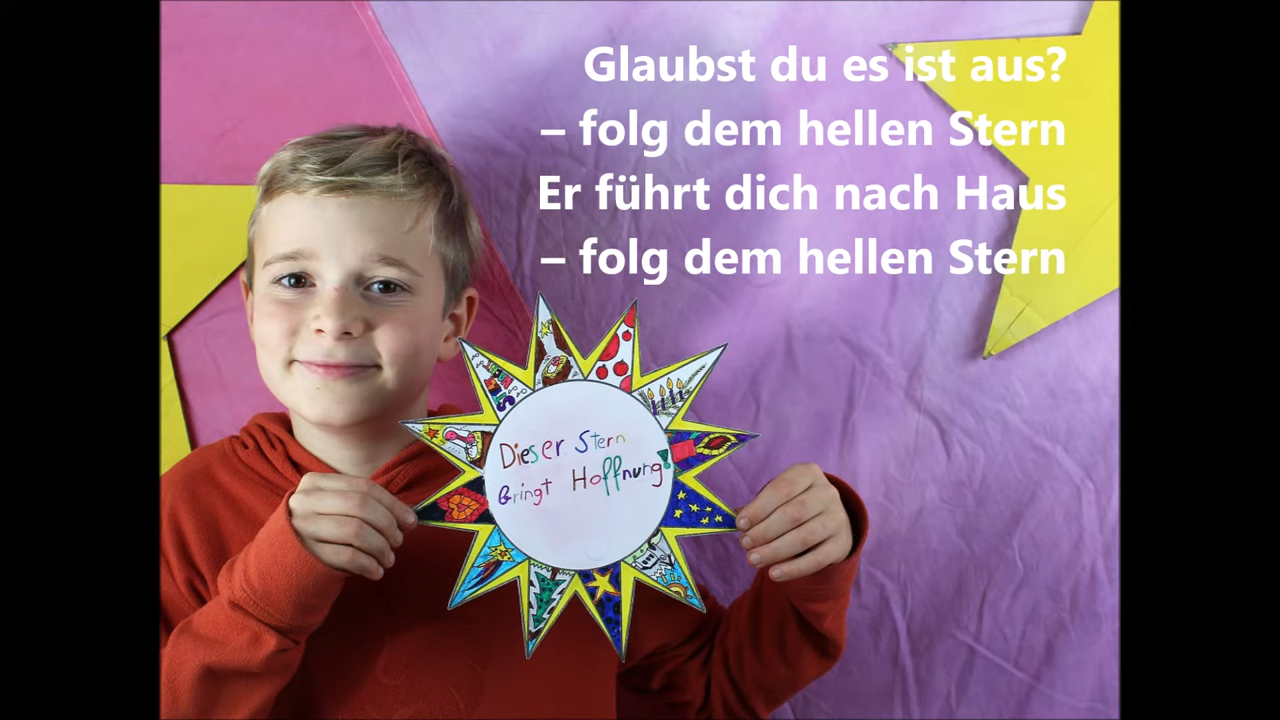 Glaubst du es ist aus?
– folg dem hellen Stern
Er führt dich nach Haus
– folg dem hellen Stern
Dieser Stern
bringt Hoffnung!